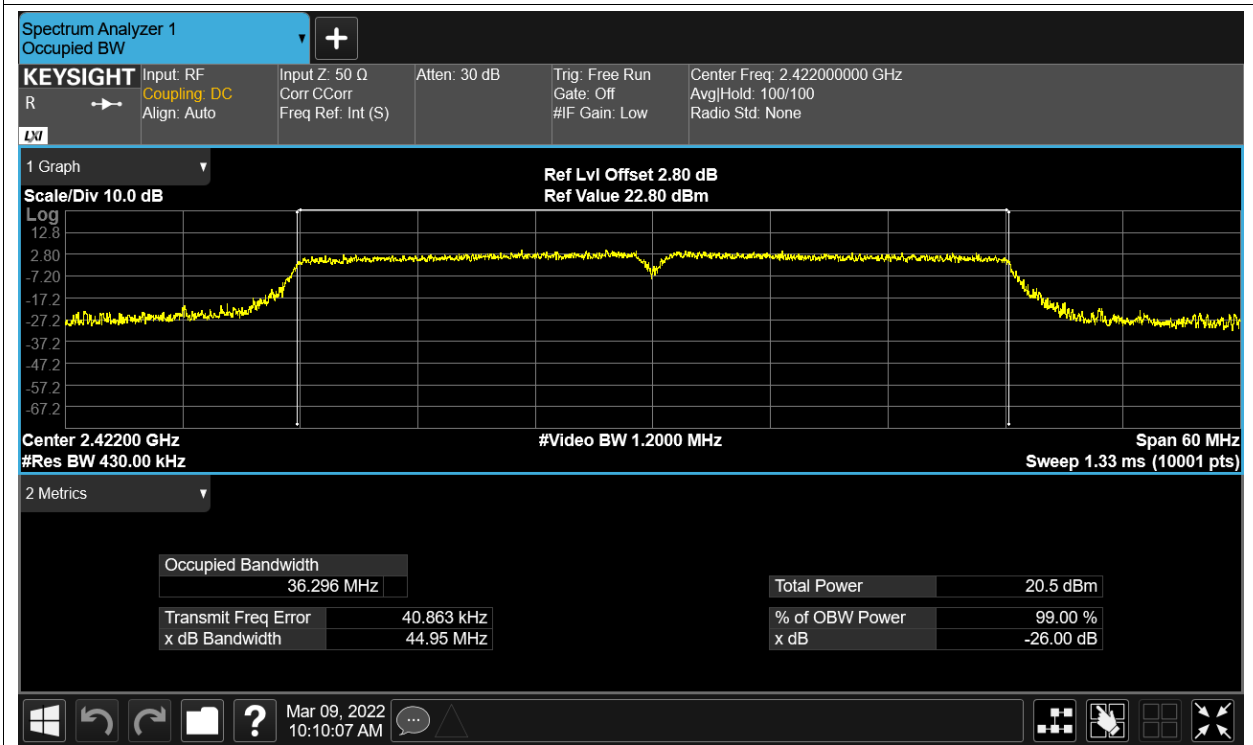 Spectrum Analyzer 1
Occupied BW
KEYSIGHT
R
LXI
Input: RF
Coupling: DC
Align: Auto
Input Z: 50 Ω
Corr CCorr
Freq Ref: Int (S)
Atten: 30 dB
Trig: Free Run
Gate: Off
#IF Gain: Low
Center Freq: 2.422000000 GHz
Avg|Hold: 100/100
Radio Std: None
1 Graph
Scale/Div 10.0 dB
Ref Lvl Offset 2.80 dB
Ref Value 22.80 dBm
Log
12.8
2.80
-7.20
-17.2
-27.2
-37.2
-47.2
-57.2
-67.2
Center 2.42200 GHz
#Video BW 1.2000 MHz
Span 60 MHz
#Res BW 430.00 kHz
Sweep 1.33 ms (10001 pts)
2 Metrics
Occupied Bandwidth
36.296 MHz
Total Power 20.5 dBm
Transmit Freq Error 40.863 kHz
% of OBW Power 99.00 %
x dB Bandwidth 44.95 MHz
x dB -26.00 dB
?
Mar 09, 2022
10:10:07 AM